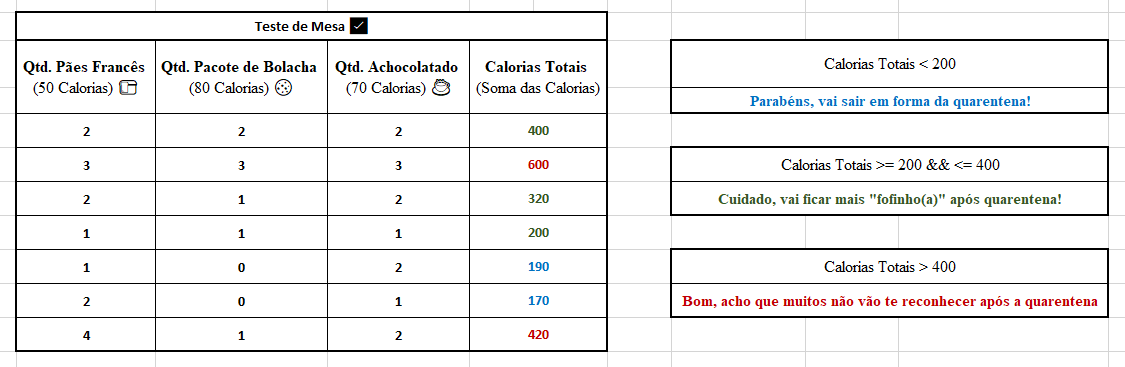 Teste de Mesa ✅
Qtd. Pães Francês Qtd. Pacote de Bolacha Qtd. Achocolatado Calorias Totais
(50 Calorias) (80 Calorias) (70 Calorias) (Soma das Calorias)
2 2 2 400
3 3 3 600
2 1 2 320
1 1 1 200
1 0 2 190
2 0 1 170
4 1 2 420
Calorias Totais < 200
Parabéns, vai sair em forma da quarentena!
Calorias Totais >= 200 && <= 400
Cuidado, vai ficar mais "fofinho(a)" após quarentena!
Calorias Totais > 400
Bom, acho que muitos não vão te reconhecer após a quarentena